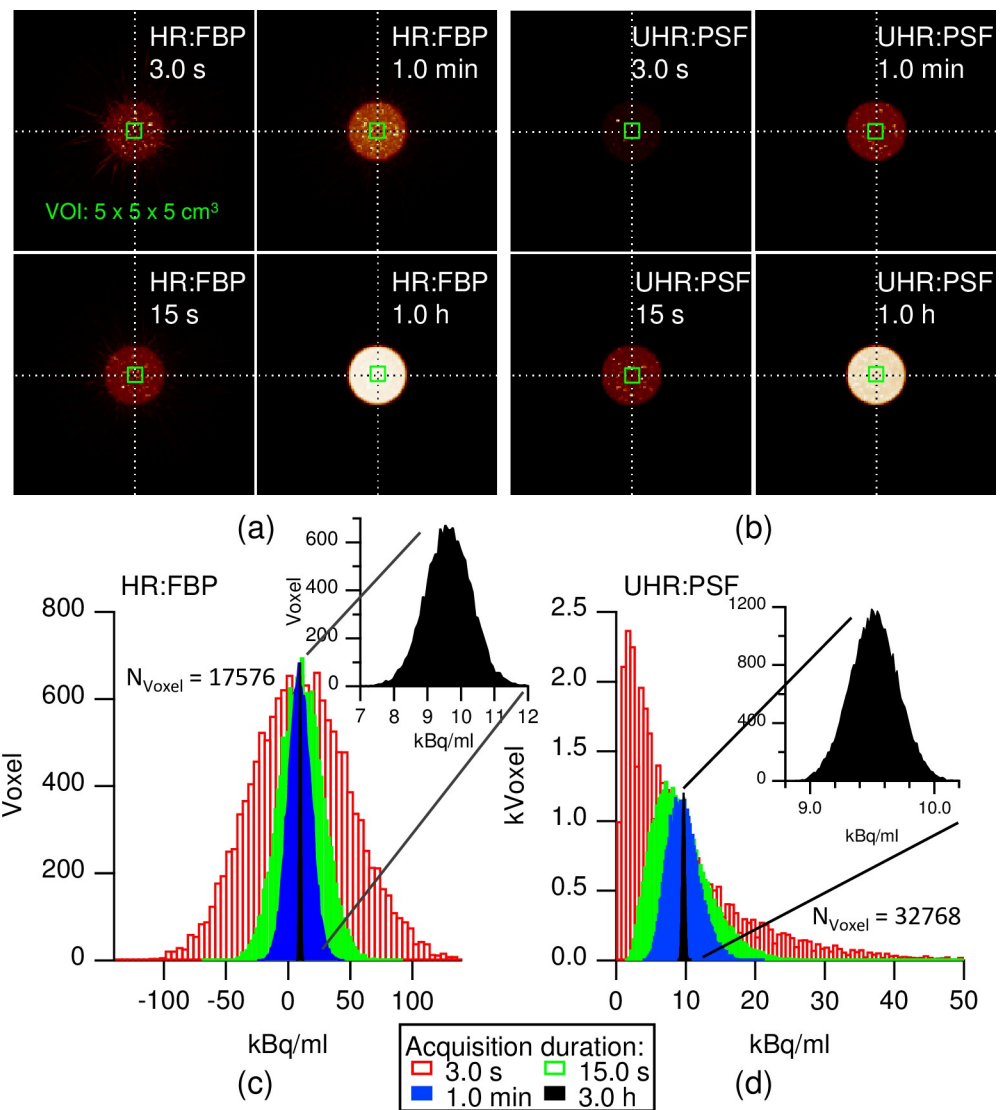 HR:FBP
3.0 s
HR:FBP
1.0 min
VOI: 5 x 5 x 5 cm³
HR:FBP
15 s
HR:FBP
1.0 h
(a)
UHR:PSF
3.0 s
UHR:PSF
1.0 min
UHR:PSF
15 s
UHR:PSF
1.0 h
(b)
HR:FBP
Voxel
800
600
400
200
0
-100
-50
0
50
100
kBq/ml
N_Voxel = 17576
Voxel
600
400
200
0
7
8
9
10
11
12
kBq/ml
(c)
UHR:PSF
kVoxel
2.5
2.0
1.5
1.0
0.5
0.0
0
10
20
30
40
50
kBq/ml
N_Voxel = 32768
1200
800
400
0
9.0
10.0
kBq/ml
(d)
Acquisition duration:
3.0 s
15.0 s
1.0 min
3.0 h